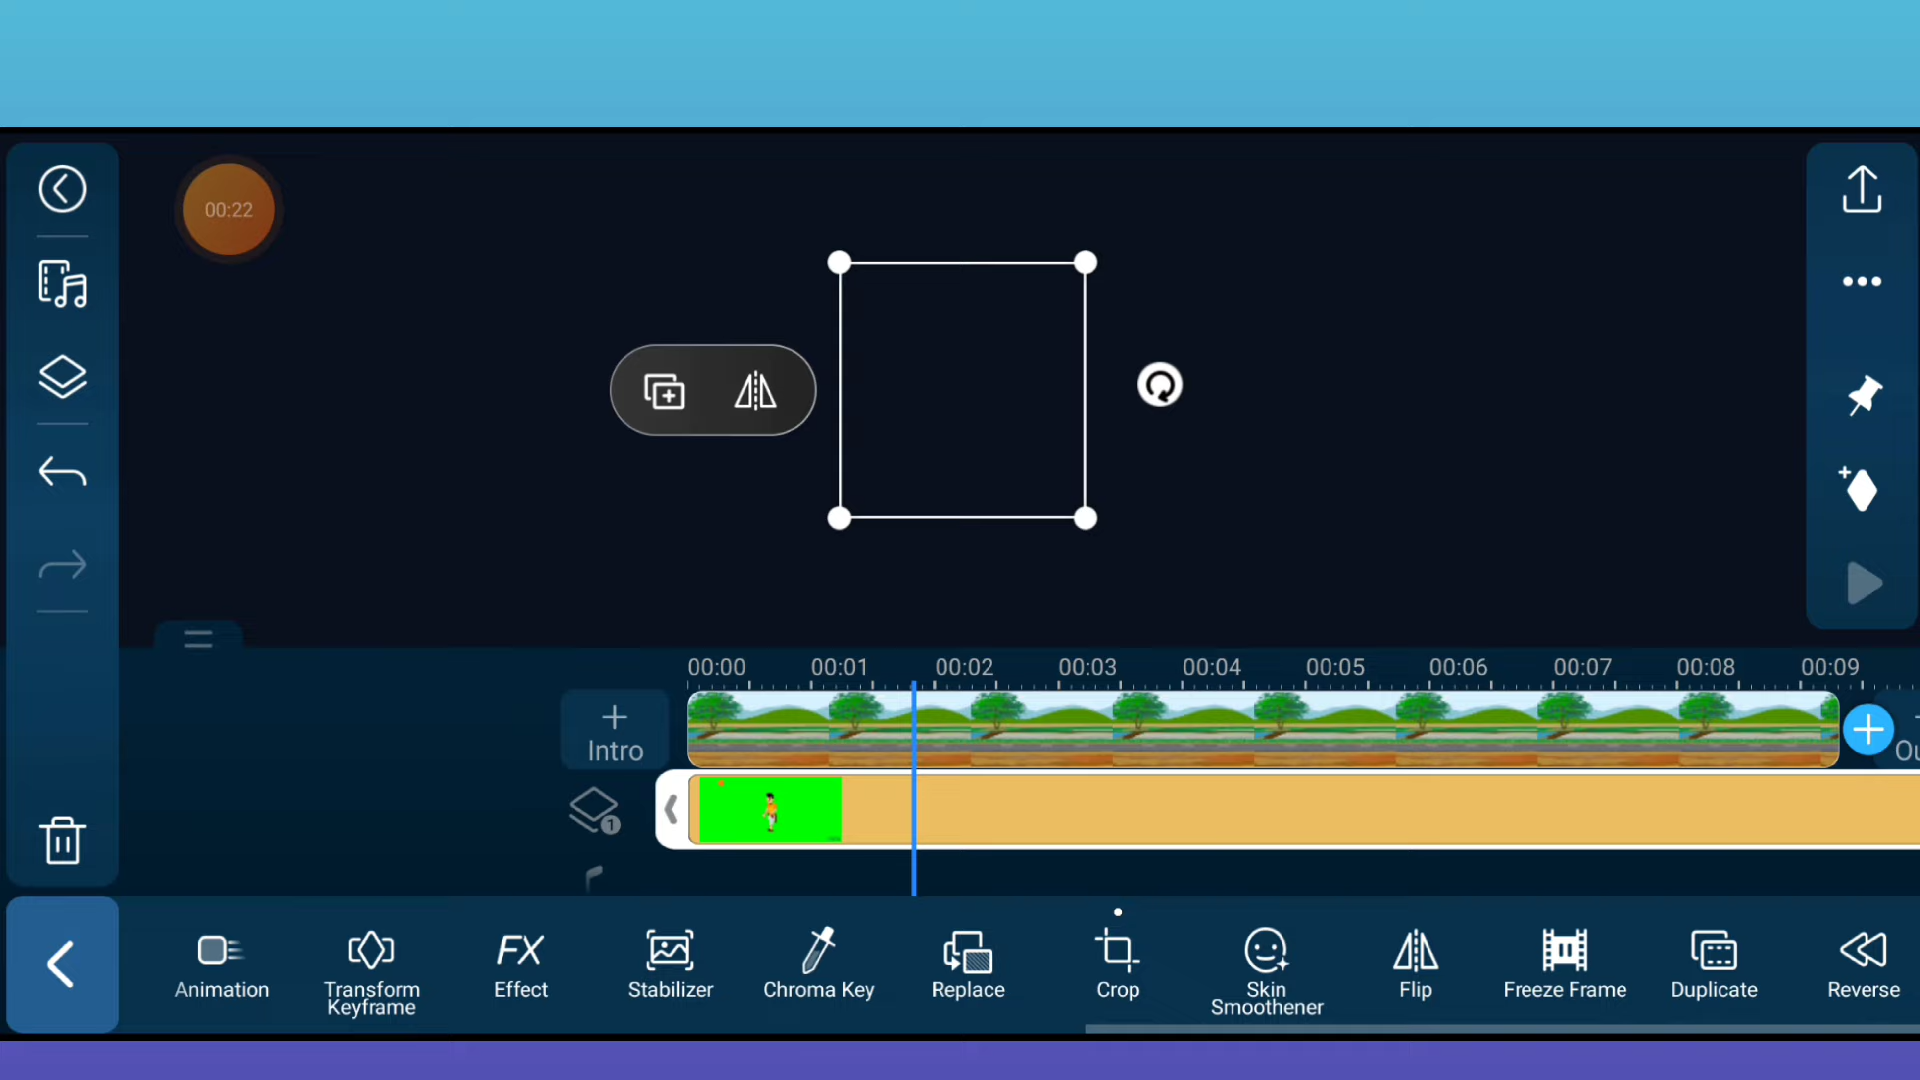 00:22
00:00 00:01 00:02 00:03 00:04 00:05 00:06 00:07 00:08 00:09
Intro
Ou
1
Animation
Transform
Keyframe
FX
Effect
Stabilizer
Chroma Key
Replace
Crop
Skin
Smoothener
Flip
Freeze Frame
Duplicate
Reverse